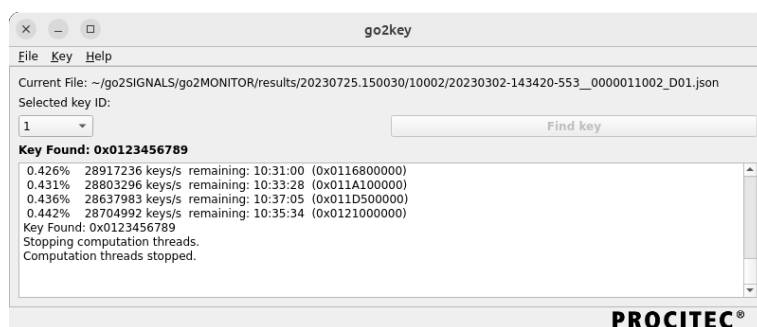 go2key
File Key Help
Current File: ~/go2SIGNALS/go2MONITOR/results/20230725.150030/10002/20230302-143420-553__0000011002_D01.json
Selected key ID:
1 Find key
Key Found: 0x0123456789
0.426% 28917236 keys/s remaining: 10:31:00 (0x0116800000)
0.431% 28803296 keys/s remaining: 10:33:28 (0x011A100000)
0.436% 28637983 keys/s remaining: 10:37:05 (0x011D500000)
0.442% 28704992 keys/s remaining: 10:35:34 (0x0121000000)
Key Found: 0x0123456789
Stopping computation threads.
Computation threads stopped.
PROCITEC®